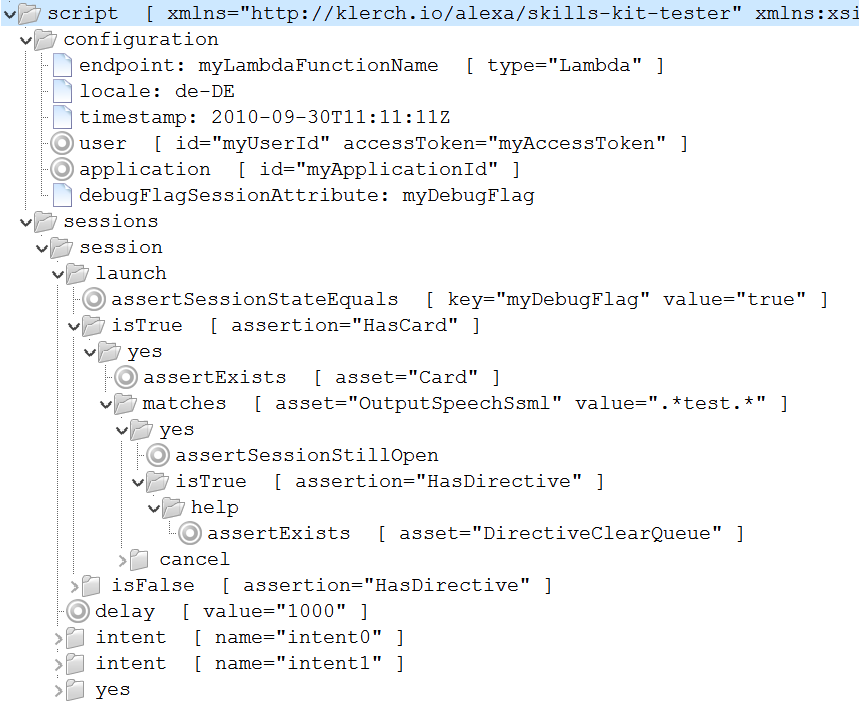 script [ xmlns="http://klerch.io/alexa/skills-kit-tester" xmlns:xsi
configuration
endpoint: myLambdaFunctionName [ type="Lambda" ]
locale: de-DE
timestamp: 2010-09-30T11:11:11Z
user [ id="myUserId" accessToken="myAccessToken" ]
application [ id="myApplicationId" ]
debugFlagSessionAttribute: myDebugFlag
sessions
session
launch
assertSessionStateEquals [ key="myDebugFlag" value="true" ]
isTrue [ assertion="HasCard" ]
yes
assertExists [ asset="Card" ]
matches [ asset="OutputSpeechSsml" value=".*test.*" ]
yes
assertSessionStillOpen
isTrue [ assertion="HasDirective" ]
help
assertExists [ asset="DirectiveClearQueue" ]
cancel
isFalse [ assertion="HasDirective" ]
delay [ value="1000" ]
intent [ name="intent0" ]
intent [ name="intent1" ]
yes